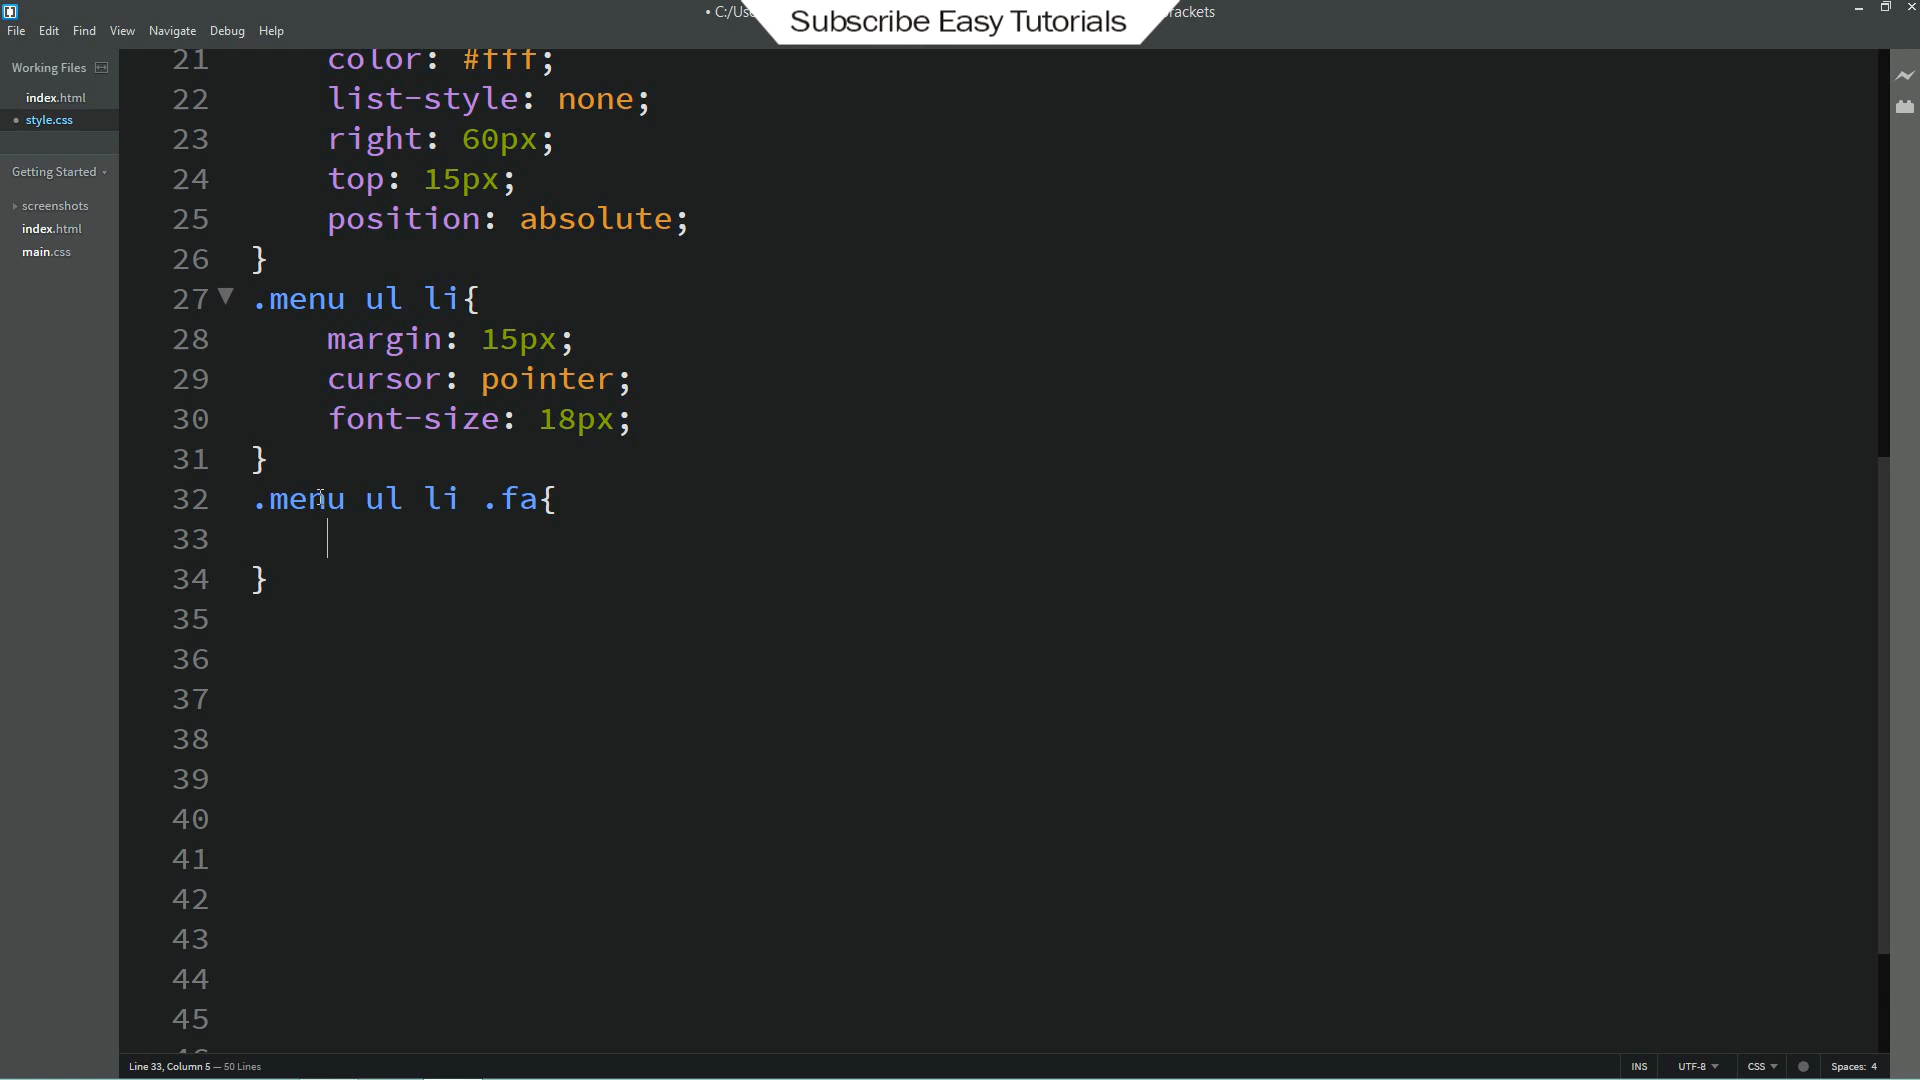 • C:/Use
rackets
Subscribe Easy Tutorials
File Edit Find View Navigate Debug Help
Working Files
index.html
• style.css
Getting Started
screenshots
index.html
main.css
21 color: #fff;
22 list-style: none;
23 right: 60px;
24 top: 15px;
25 position: absolute;
26 }
27 .menu ul li{
28 margin: 15px;
29 cursor: pointer;
30 font-size: 18px;
31 }
32 .menu ul li .fa{
33
34 }
35
36
37
38
39
40
41
42
43
44
45
Line 33, Column 5 — 50 Lines
INS UTF-8 CSS Spaces: 4